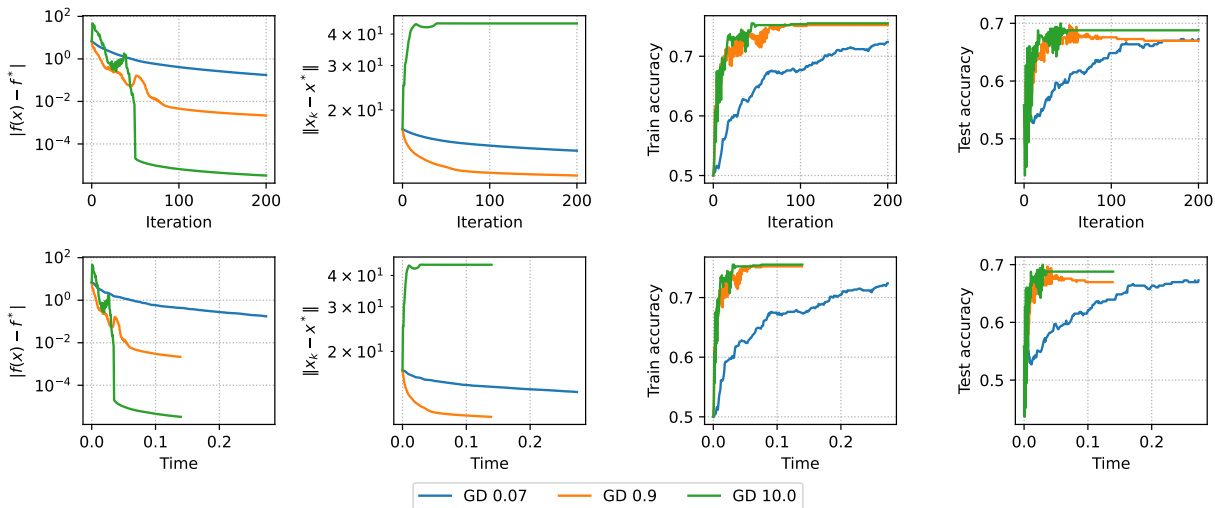 10²
10⁰
10⁻²
10⁻⁴
|f(x) − f*|
0
100
200
Iteration
4 × 10¹
3 × 10¹
2 × 10¹
‖xₖ − x*‖
0
100
200
Iteration
0.7
0.6
0.5
Train accuracy
0
100
200
Iteration
0.7
0.6
0.5
Test accuracy
0
100
200
Iteration
10²
10⁰
10⁻²
10⁻⁴
|f(x) − f*|
0.0
0.1
0.2
Time
4 × 10¹
3 × 10¹
2 × 10¹
‖xₖ − x*‖
0.0
0.1
0.2
Time
0.7
0.6
0.5
Train accuracy
0.0
0.1
0.2
Time
0.7
0.6
0.5
Test accuracy
0.0
0.1
0.2
Time
GD 0.07
GD 0.9
GD 10.0